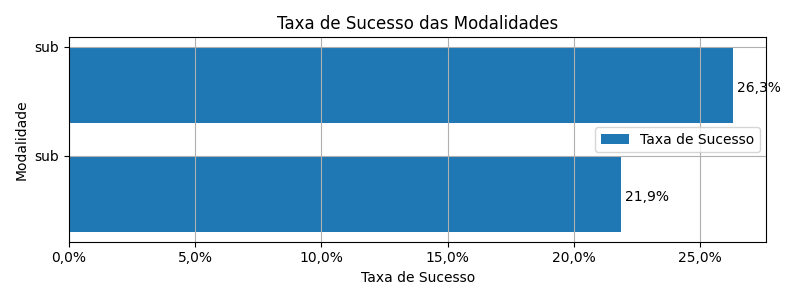 Taxa de Sucesso das Modalidades
sub
26,3%
Taxa de Sucesso
sub
21,9%
Modalidade
0,0% 5,0% 10,0% 15,0% 20,0% 25,0%
Taxa de Sucesso